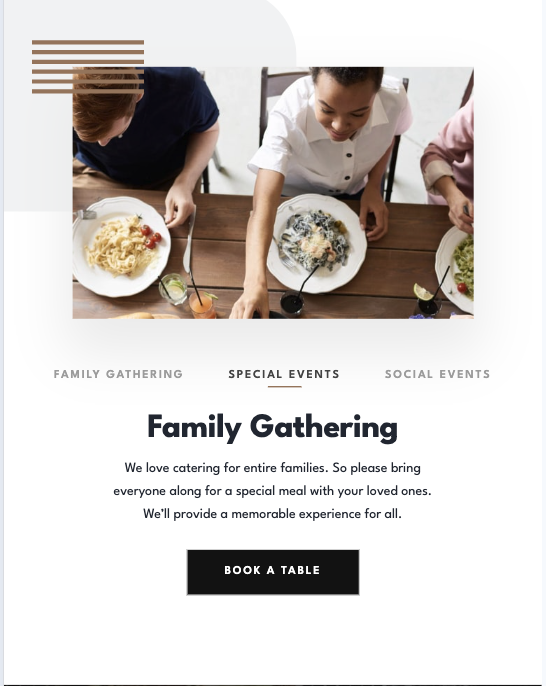 FAMILY GATHERING SPECIAL EVENTS SOCIAL EVENTS
Family Gathering
We love catering for entire families. So please bring
everyone along for a special meal with your loved ones.
We'll provide a memorable experience for all.
BOOK A TABLE